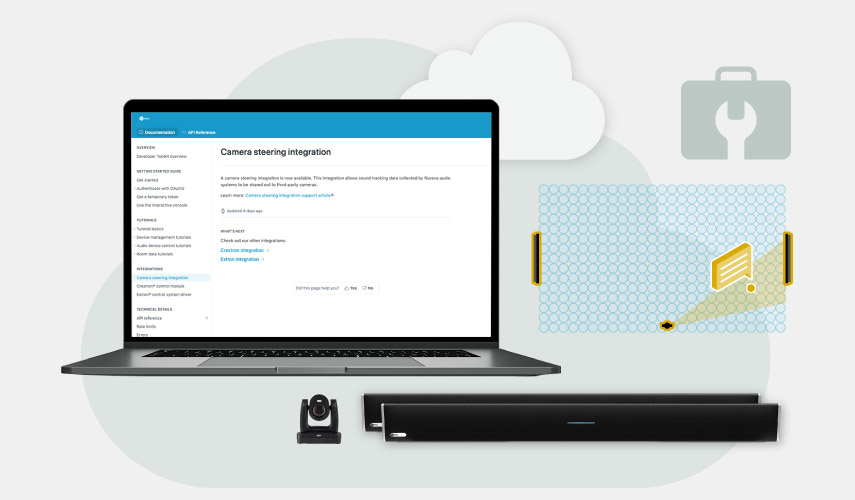 Documentation
API Reference
OVERVIEW
Developer Toolkit overview
GETTING STARTED GUIDE
Get started
Authenticate with OAuth2
Get a temporary token
Use the interactive console
TUTORIALS
Tutorial basics
Device management tutorials
Audio device control tutorials
Room data tutorials
INTEGRATIONS
Camera steering integration
Crestron® control module
Extron® control system driver
TECHNICAL DETAILS
API reference
Rate limits
Errors
Camera steering integration
A camera steering integration is now available. This integration allows sound tracking data collected by Nureva audio
systems to be shared out to third-party cameras.
Learn more: Camera steering integration support article
Updated 9 days ago
WHAT'S NEXT
Check out our other integrations:
Crestron integration
Extron integration
Did this page help you? Yes No